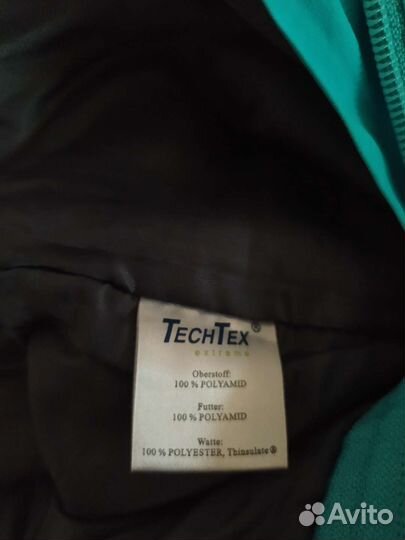 TECHTEX®
extreme
Oberstoff:
100 % POLYAMID
Futter:
100 % POLYAMID
Watte:
100 % POLYESTER, Thinsulate®
Avito